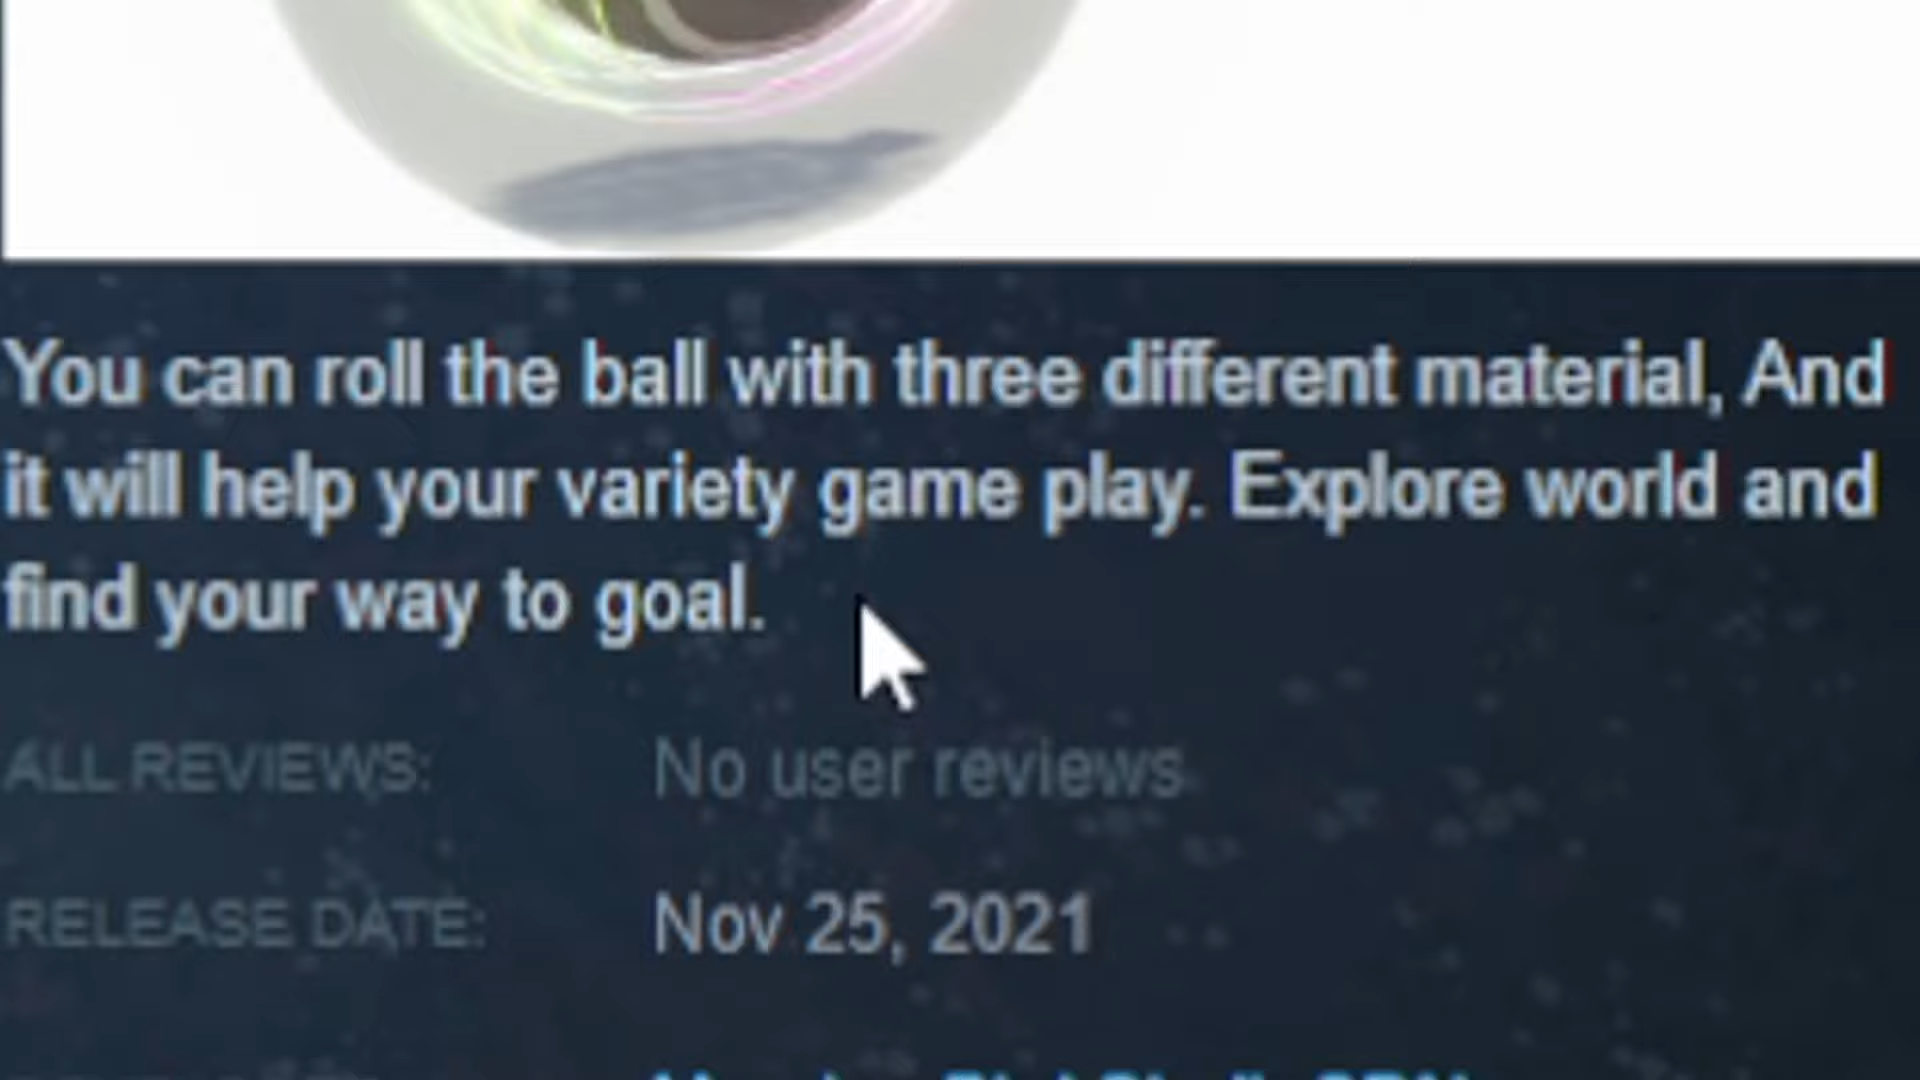 You can roll the ball with three different material, And
it will help your variety game play. Explore world and
find your way to goal.
ALL REVIEWS: No user reviews
RELEASE DATE: Nov 25, 2021